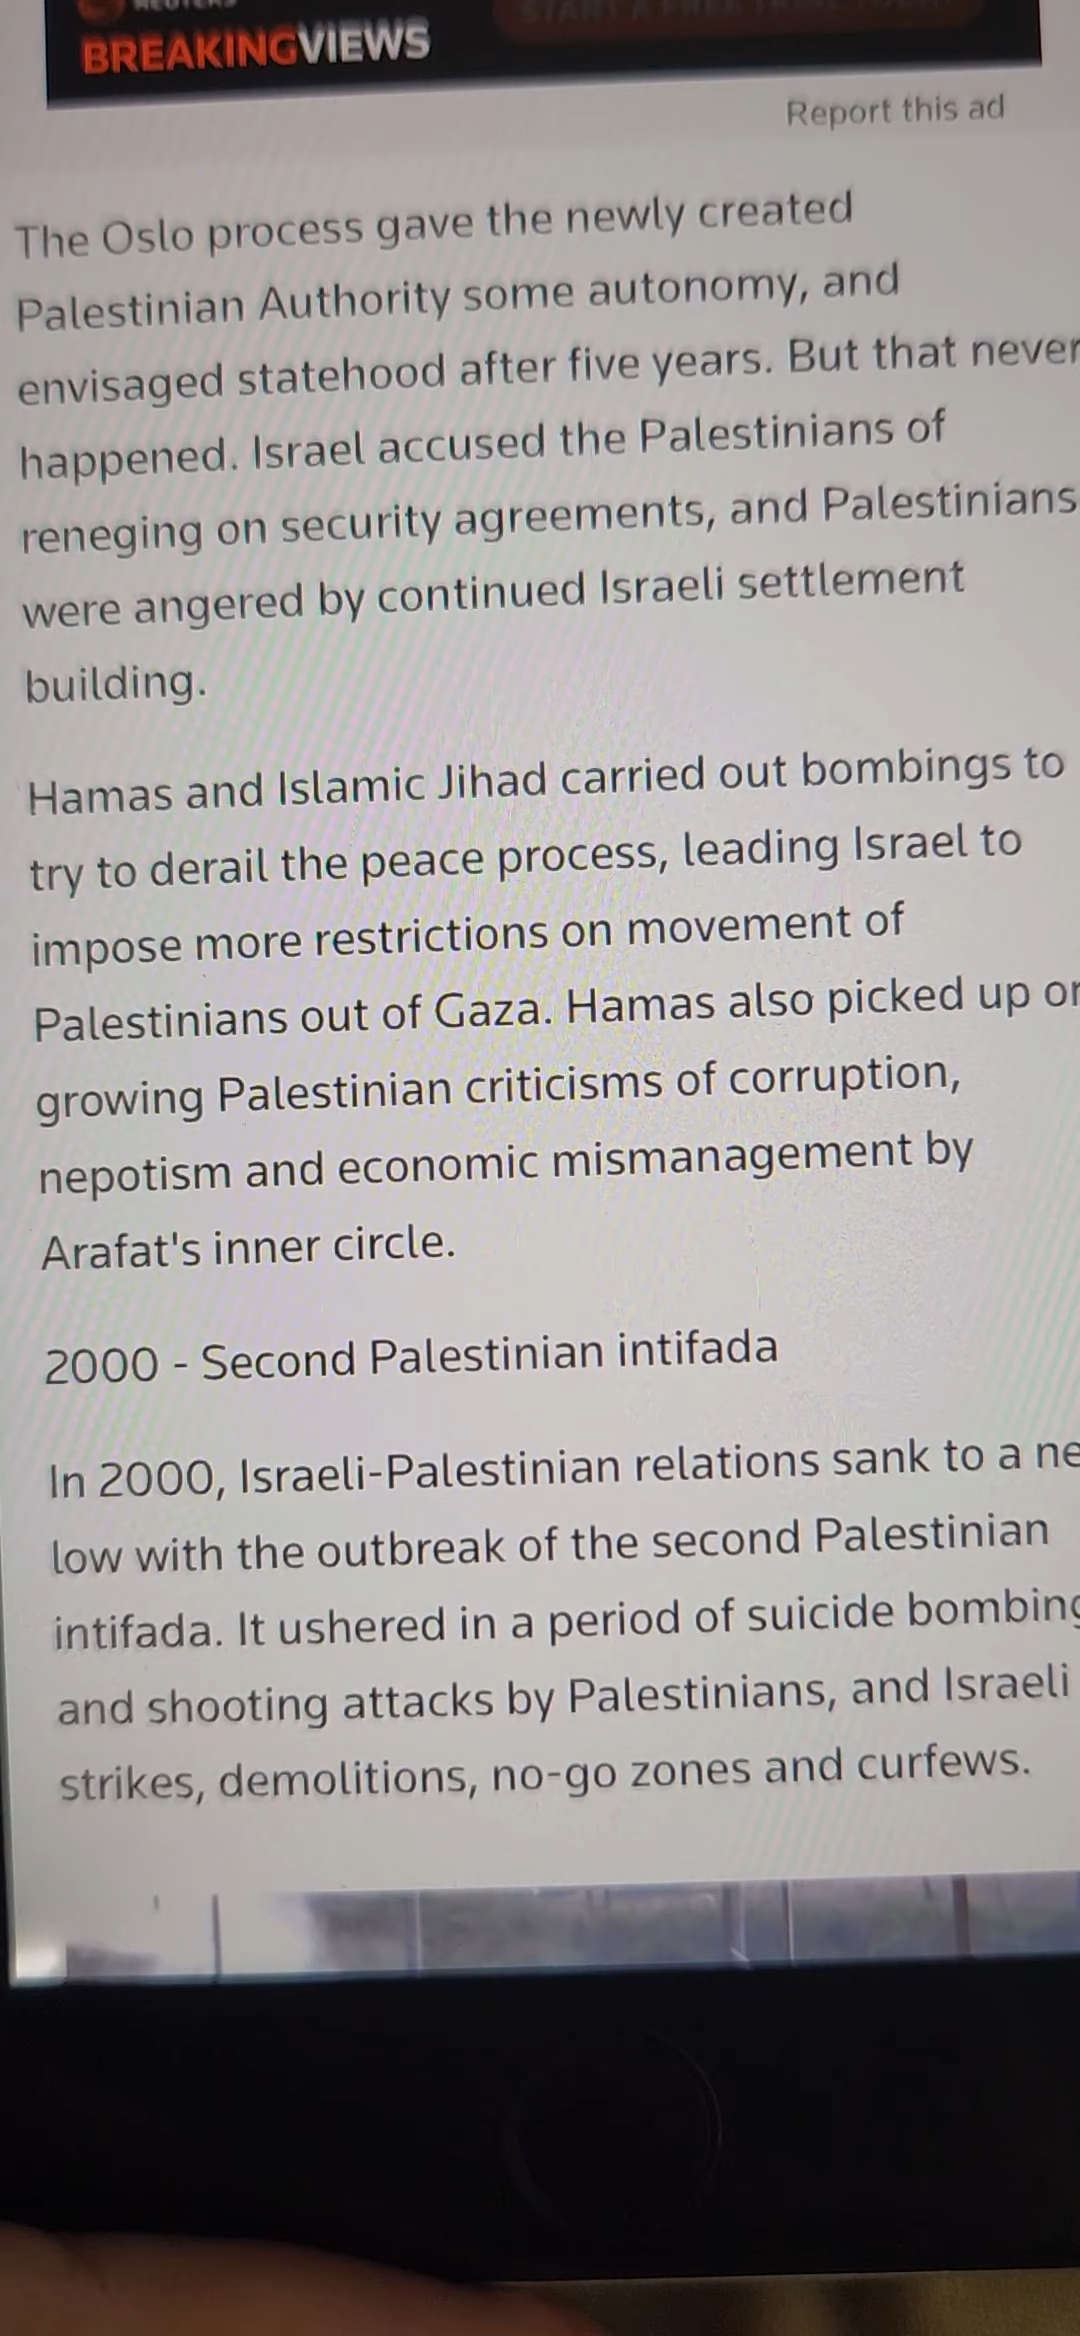 BREAKINGVIEWS
Report this ad
The Oslo process gave the newly created
Palestinian Authority some autonomy, and
envisaged statehood after five years. But that never
happened. Israel accused the Palestinians of
reneging on security agreements, and Palestinians
were angered by continued Israeli settlement
building.
Hamas and Islamic Jihad carried out bombings to
try to derail the peace process, leading Israel to
impose more restrictions on movement of
Palestinians out of Gaza. Hamas also picked up on
growing Palestinian criticisms of corruption,
nepotism and economic mismanagement by
Arafat's inner circle.
2000 - Second Palestinian intifada
In 2000, Israeli-Palestinian relations sank to a ne
low with the outbreak of the second Palestinian
intifada. It ushered in a period of suicide bombing
and shooting attacks by Palestinians, and Israeli
strikes, demolitions, no-go zones and curfews.